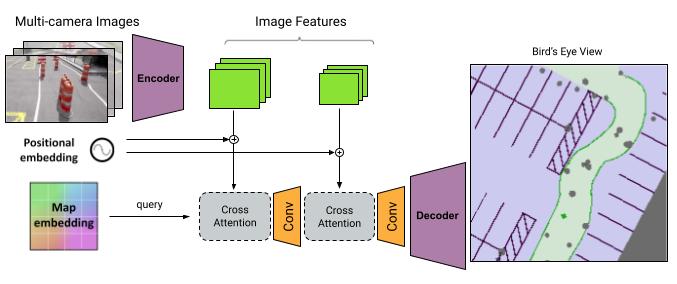 Multi-camera Images
Image Features
Bird's Eye View
Encoder
Positional
embedding
Map
embedding
query
Cross
Attention
Conv
Cross
Attention
Conv
Decoder